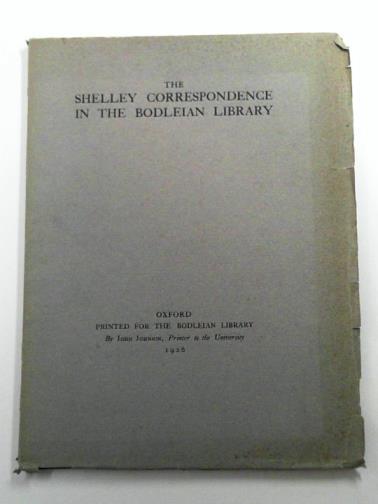 THE
SHELLEY CORRESPONDENCE
IN THE BODLEIAN LIBRARY
OXFORD
PRINTED FOR THE BODLEIAN LIBRARY
By JOHN JOHNSON, Printer to the University
1926